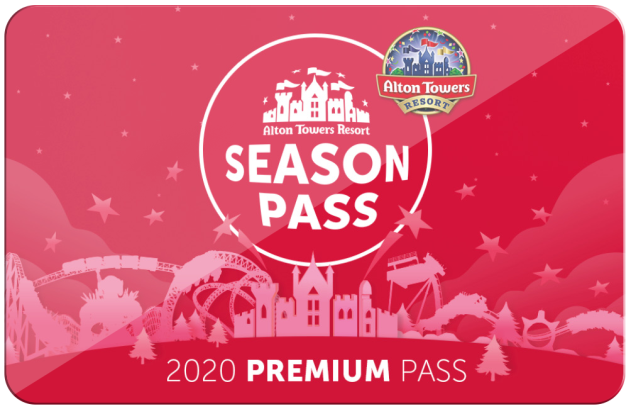 Alton Towers
RESORT
Alton Towers Resort
SEASON
PASS
2020 PREMIUM PASS